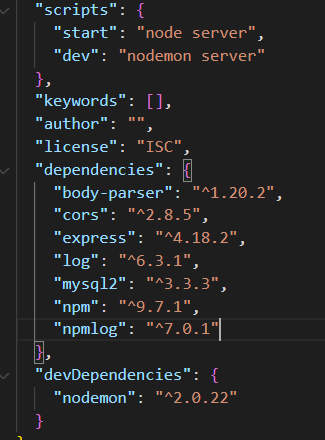 "scripts": {
"start": "node server",
"dev": "nodemon server"
},
"keywords": [],
"author": "",
"license": "ISC",
"dependencies": {
"body-parser": "^1.20.2",
"cors": "^2.8.5",
"express": "^4.18.2",
"log": "^6.3.1",
"mysql2": "^3.3.3",
"npm": "^9.7.1",
"npmlog": "^7.0.1"
},
"devDependencies": {
"nodemon": "^2.0.22"
}
}